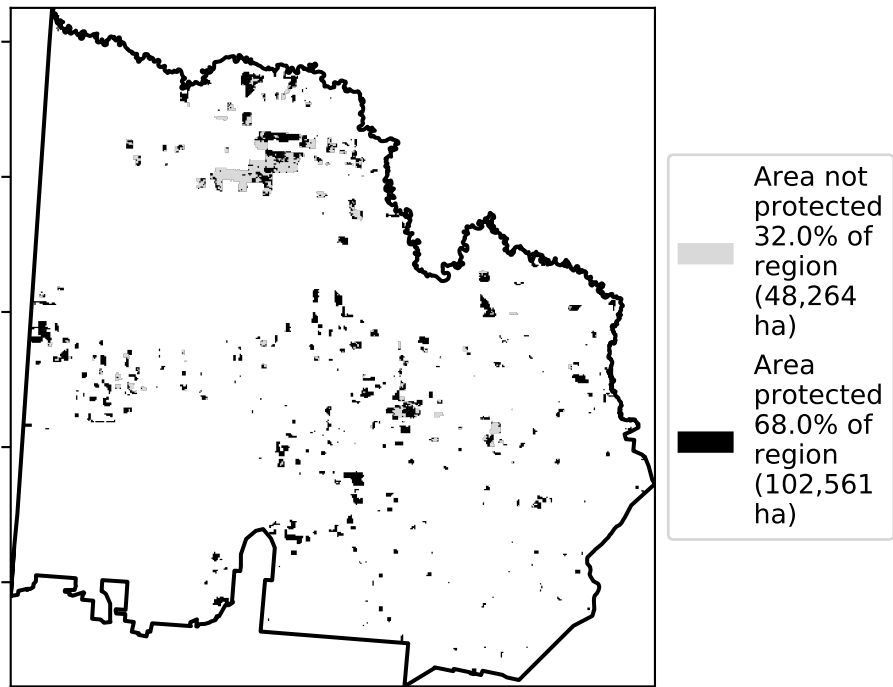 Area not
protected
32.0% of
region
(48,264
ha)
Area
protected
68.0% of
region
(102,561
ha)